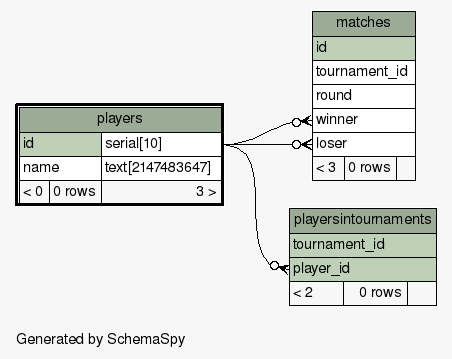 matches
id
tournament_id
round
winner
loser
< 3 0 rows
players
id serial[10]
name text[2147483647]
< 0 0 rows 3 >
playersintournaments
tournament_id
player_id
< 2 0 rows
Generated by SchemaSpy